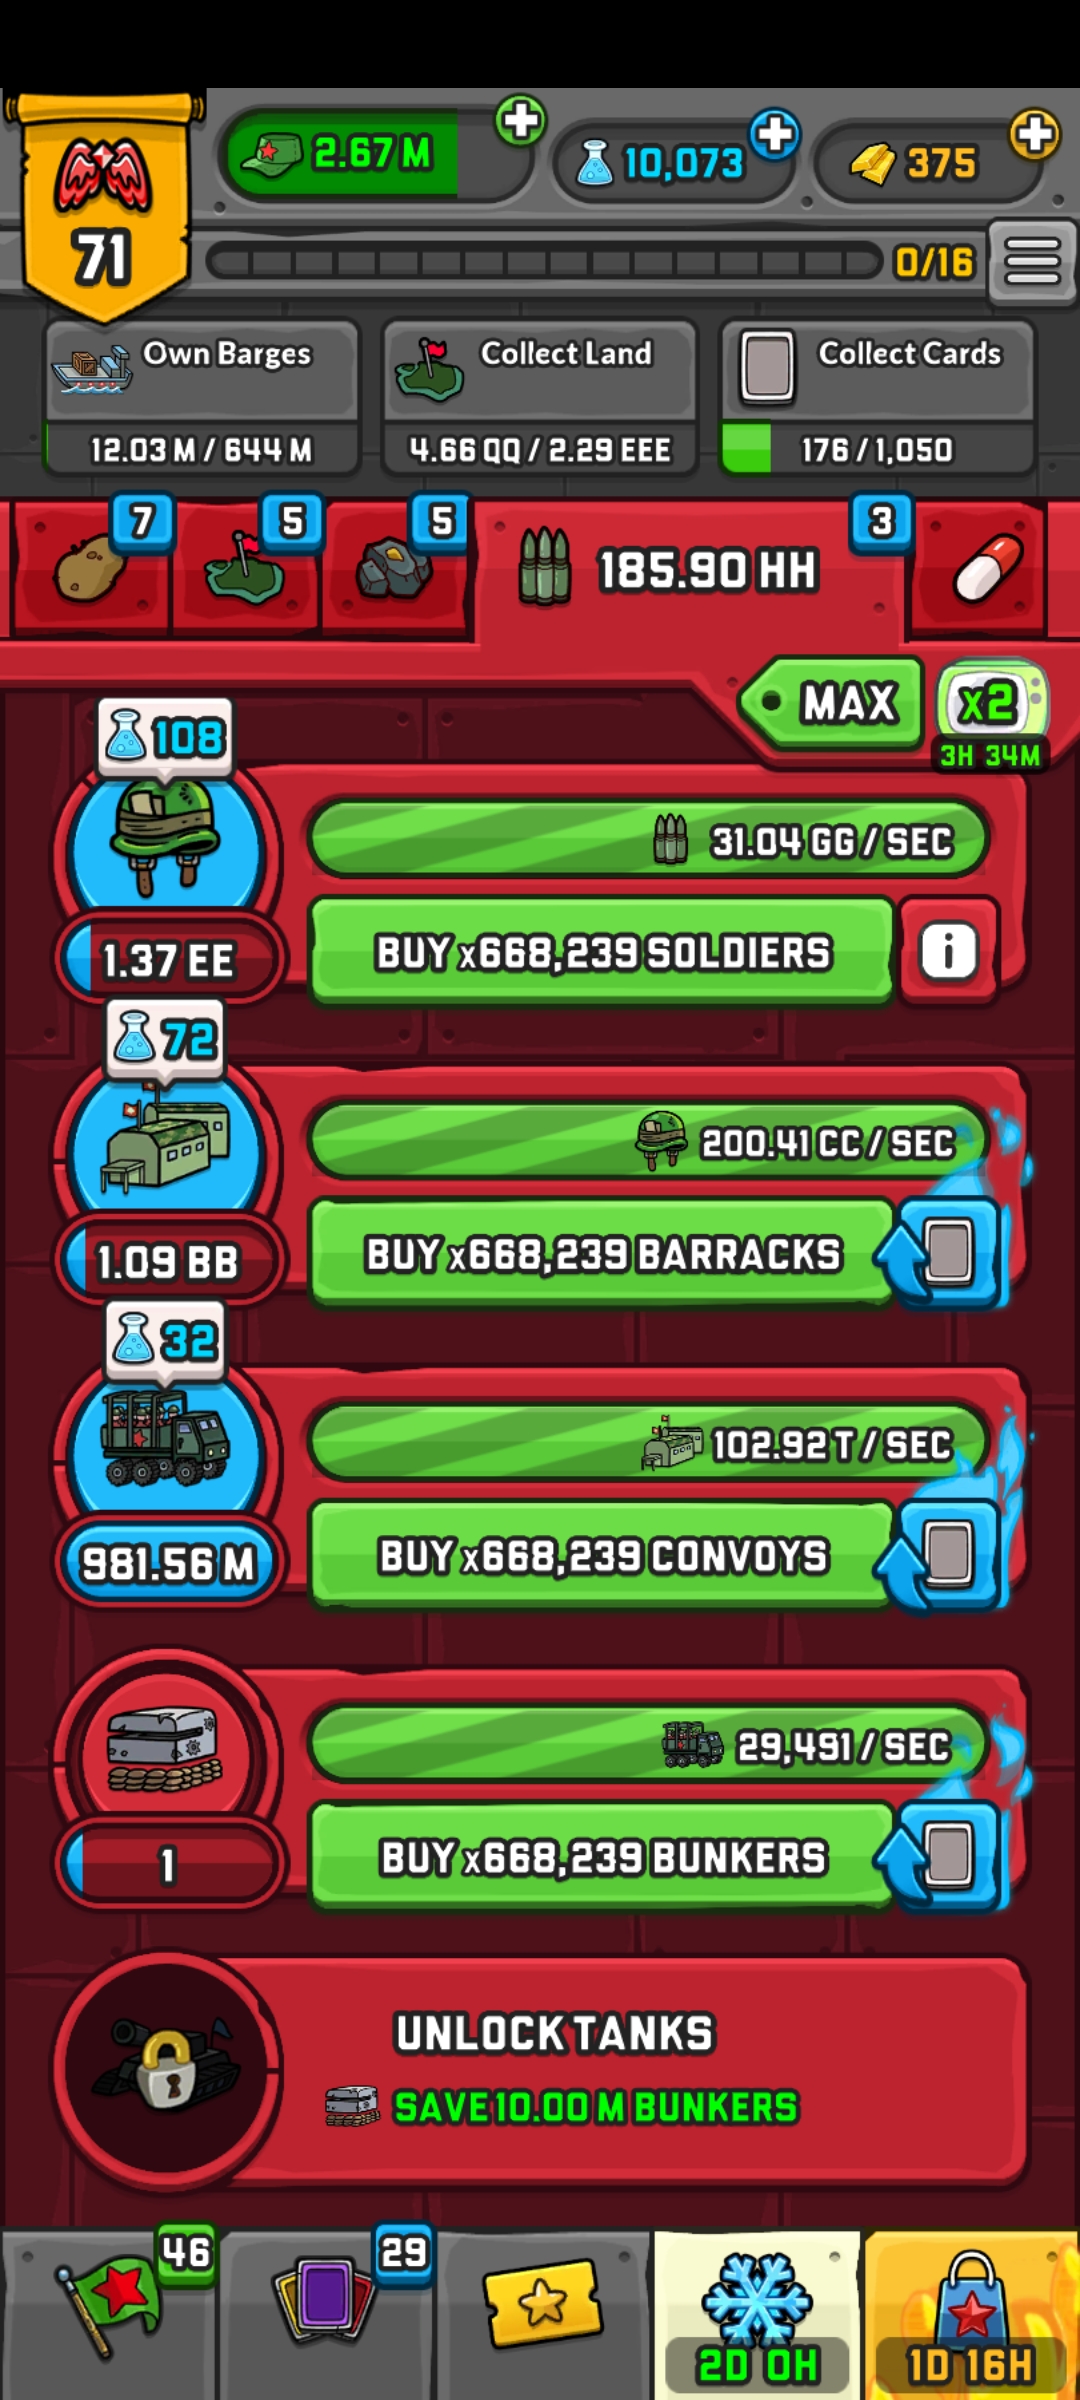 2.67 M
10,073
375
71
0/16
Own Barges
Collect Land
Collect Cards
12.03 M / 644 M
4.66 QQ / 2.29 EEE
176 / 1,050
7
5
5
185.90 HH
3
MAX
x2
3H 34M
108
31.04 GG / SEC
1.37 EE
BUY x668,239 SOLDIERS
i
72
200.41 CC / SEC
1.09 BB
BUY x668,239 BARRACKS
32
102.92 T / SEC
981.56 M
BUY x668,239 CONVOYS
29,491 / SEC
1
BUY x668,239 BUNKERS
UNLOCK TANKS
SAVE 10.00 M BUNKERS
46
29
2D 0H
1D 16H